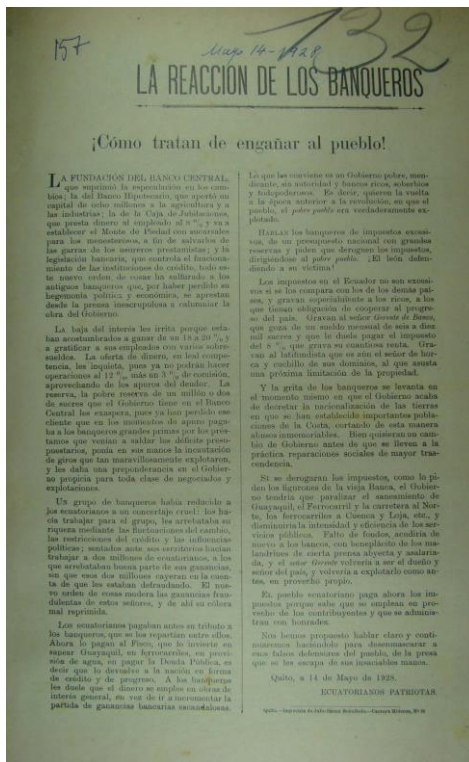 157
Mayo 14-1928
132
LA REACCION DE LOS BANQUEROS
¡Cómo tratan de engañar al pueblo!
LA FUNDACIÓN DEL BANCO CENTRAL,
que suprimió la especulación en los cam-
bios; la del Banco Hipotecario, que aportó un
capital de ocho millones a la agricultura y a
las industrias; la de la Caja de Jubilaciones,
que presta dinero al empleado al 8 % y va a
establecer el Monte de Piedad con sucursales
para los menesterosos, a fin de salvarlos de
las garras de los usureros prestamistas; y la
legislación bancaria, que controla el funciona-
miento de las instituciones de crédito, todo es-
te nuevo orden de cosas ha sulfurado a los
antiguos banqueros que, por haber perdido su
hegemonía política y económica, se aprestan
desde la prensa inescrupulosa a calumniar la
obra del Gobierno.
La baja del interés les irrita porque esta-
ban acostumbrados a ganar de un 18 a 20 % y
a gratificar a sus empleados con varios sobre-
sueldos. La oferta de dinero, en leal compe-
tencia, les inquieta, pues ya no podrán hacer
operaciones al 12 % más un 3 % de comisión,
aprovechando de los apuros del deudor. La
reserva, la pobre reserva de un millón o dos
de sucres que el Gobierno tiene en el Banco
Central les exaspera, pues ya han perdido ese
cliente que en los momentos de apuro paga-
ba a los banqueros grandes primas por los prés-
tamos que venían a saldar los déficits presu-
puestarios, ponía en sus manos la incautación
de giros que tan maravillosamente explotaron,
y les daba una preponderancia en el Gobier-
no propicia para toda clase de negociados y
explotaciones.
Un grupo de banqueros había reducido a
los ecuatorianos a un concertaje cruel: los ha-
cía trabajar para el grupo, les arrebataba su
riqueza mediante las fluctuaciones del cambio,
las restricciones del crédito y las influencias
políticas; sentados ante sus escritorios hacían
trabajar a dos millones de ecuatorianos, a los
que arrebataban buena parte de sus ganancias,
sin que esos dos millones cayeran en la cuen-
ta de que les estaban defraudando. El nue-
vo orden de cosas modera las ganancias frau-
dulentas de estos señores, y de ahí su cólera
mal reprimida.
Los ecuatorianos pagaban antes en tributo a
los banqueros, que se los repartían entre ellos.
Ahora lo pagan al Fisco, que lo invierte en
sapear Guayaquil, en ferrocarriles, en provi-
sión de agua, en pagar la Deuda Pública, es
decir que lo devuelve a la nación en forma
de crédito y de progreso. A los banqueros
les duele que el dinero se emplee en obras de
interés general, en vez de ir a incrementar la
partida de ganancias bancarias escandalosas.
Lo que les conviene es un Gobierno pobre, men-
dicante, sin autoridad y bancos ricos, soberbios
y todopoderosos. Es decir, quieren la vuelta
a la época anterior a la revolución, en que el
pueblo, el pobre pueblo era verdaderamente ex-
plotado.
HABLAN los banqueros de impuestos excesi-
vos, de un presupuesto nacional con grandes
reservas y piden que deroguen los impuestos,
dirigiéndose al pobre pueblo. ¡El león defen-
diendo a su víctima!
Los impuestos en el Ecuador no son excesi-
vos si se los compara con los de los demás paí-
ses, y gravan especialmente a los ricos, a los
que tienen obligación de cooperar al progre-
so del país. Gravan al señor Gerente de Banco,
que goza de un sueldo mensual de seis a diez
mil sucres y que le duele pagar el impuesto
del 8 % que grava su cuantiosa renta. Gra-
van al latifundista que es aún el señor de hor-
ca y cuchillo de sus dominios, al que asusta
una próxima limitación de la propiedad.
Y la grita de los banqueros se levanta en
el momento mismo en que el Gobierno acaba
de decretar la nacionalización de las tierras
en que se han establecido importantes pobla-
ciones de la Costa, cortando de esta manera
abusos inmemoriables. Bien quisieran un cam-
bio de Gobierno antes de que se lleven a la
práctica reparaciones sociales de mayor tras-
cendencia.
Si se derogaran los impuestos, como lo pi-
den los figurones de la vieja Banca, el Gobier-
no tendría que paralizar el saneamiento de
Guayaquil, el Ferrocarril y la carretera al Nor-
te, los ferrocarriles a Cuenca y Loja, etc., y
disminuría la intensidad y eficiencia de los ser-
vicios públicos. Falto de fondos, acudiría de
nuevo a los bancos, con beneplácito de los ma-
landrines de cierta prensa abyecta y asalaria-
da, y el señor Gerente volvería a ser el dueño y
señor del país, y volvería a explotarlo como an-
tes, en provecho propio.
EL pueblo ecuatoriano paga ahora los im-
puestos porque sabe que se emplean en pro-
vecho de los contribuyentes y que se adminis-
tran con honradez.
Nos hemos propuesto hablar claro y conti-
nuaremos haciéndolo para desenmascarar a
esos falsos defensores del pueblo, de la presa
que se les escapa de sus insaciables manos.
Quito, a 14 de Mayo de 1928.
ECUATORIANOS PATRIOTAS.